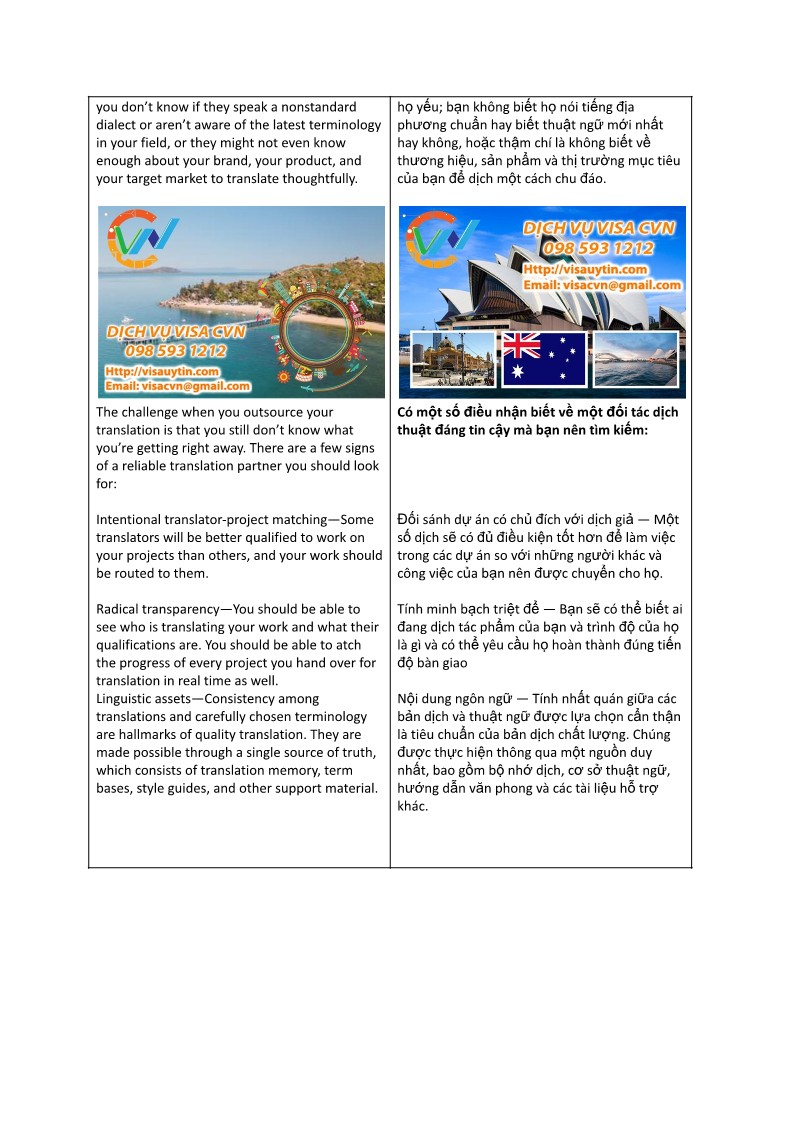 you don’t know if they speak a nonstandard
dialect or aren’t aware of the latest terminology
in your field, or they might not even know
enough about your brand, your product, and
your target market to translate thoughtfully.
DỊCH VỤ VISA CVN
098 593 1212
Http://visauytin.com
Email: visacvn@gmail.com
The challenge when you outsource your
translation is that you still don’t know what
you’re getting right away. There are a few signs
of a reliable translation partner you should look
for:
Intentional translator-project matching—Some
translators will be better qualified to work on
your projects than others, and your work should
be routed to them.
Radical transparency—You should be able to
see who is translating your work and what their
qualifications are. You should be able to atch
the progress of every project you hand over for
translation in real time as well.
Linguistic assets—Consistency among
translations and carefully chosen terminology
are hallmarks of quality translation. They are
made possible through a single source of truth,
which consists of translation memory, term
bases, style guides, and other support material.
họ yếu; bạn không biết họ nói tiếng địa
phương chuẩn hay biết thuật ngữ mới nhất
hay không, hoặc thậm chí là không biết về
thương hiệu, sản phẩm và thị trường mục tiêu
của bạn để dịch một cách chu đáo.
DỊCH VỤ VISA CVN
098 593 1212
Http://visauytin.com
Email: visacvn@gmail.com
Có một số điều nhận biết về một đối tác dịch
thuật đáng tin cậy mà bạn nên tìm kiếm:
Đối sánh dự án có chủ đích với dịch giả — Một
số dịch sẽ có đủ điều kiện tốt hơn để làm việc
trong các dự án so với những người khác và
công việc của bạn nên được chuyển cho họ.
Tính minh bạch triệt để — Bạn sẽ có thể biết ai
đang dịch tác phẩm của bạn và trình độ của họ
là gì và có thể yêu cầu họ hoàn thành đúng tiến
độ bàn giao
Nội dung ngôn ngữ — Tính nhất quán giữa các
bản dịch và thuật ngữ được lựa chọn cẩn thận
là tiêu chuẩn của bản dịch chất lượng. Chúng
được thực hiện thông qua một nguồn duy
nhất, bao gồm bộ nhớ dịch, cơ sở thuật ngữ,
hướng dẫn văn phong và các tài liệu hỗ trợ
khác.